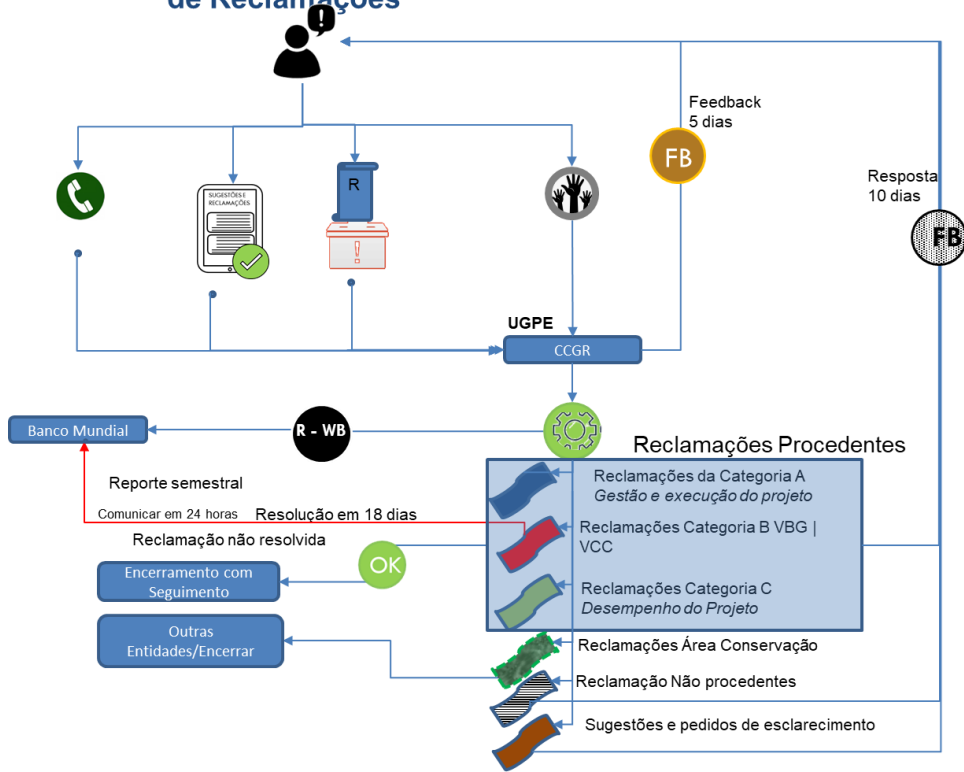 de Reclamações
Feedback
5 dias
FB
Resposta
10 dias
FB
SUGESTÕES E
RECLAMAÇÕES
R
UGPE
CCGR
Banco Mundial
R - WB
Reclamações Procedentes
Reporte semestral
Reclamações da Categoria A
Gestão e execução do projeto
Comunicar em 24 horas
Resolução em 18 dias
Reclamações Categoria B VBG |
VCC
Reclamação não resolvida
OK
Encerramento com
Seguimento
Reclamações Categoria C
Desempenho do Projeto
Outras
Entidades/Encerrar
Reclamações Área Conservação
Reclamação Não procedentes
Sugestões e pedidos de esclarecimento